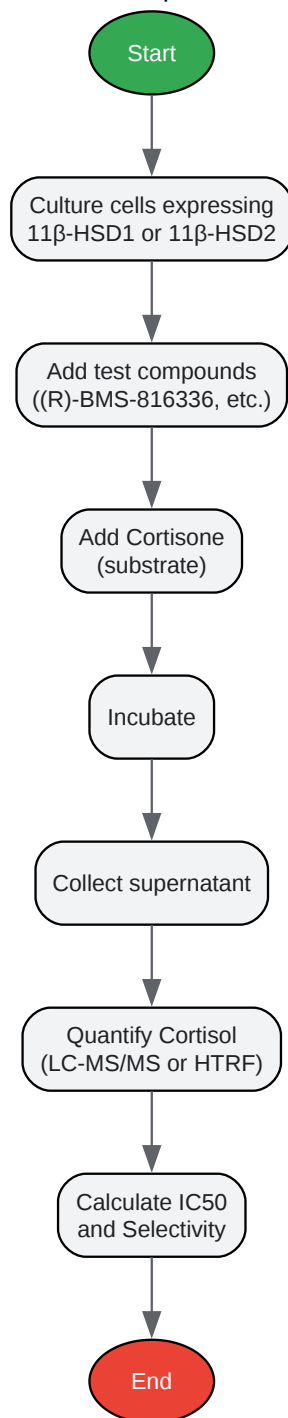 Start
Culture cells expressing
11β-HSD1 or 11β-HSD2
Add test compounds
((R)-BMS-816336, etc.)
Add Cortisone
(substrate)
Incubate
Collect supernatant
Quantify Cortisol
(LC-MS/MS or HTRF)
Calculate IC50
and Selectivity
End